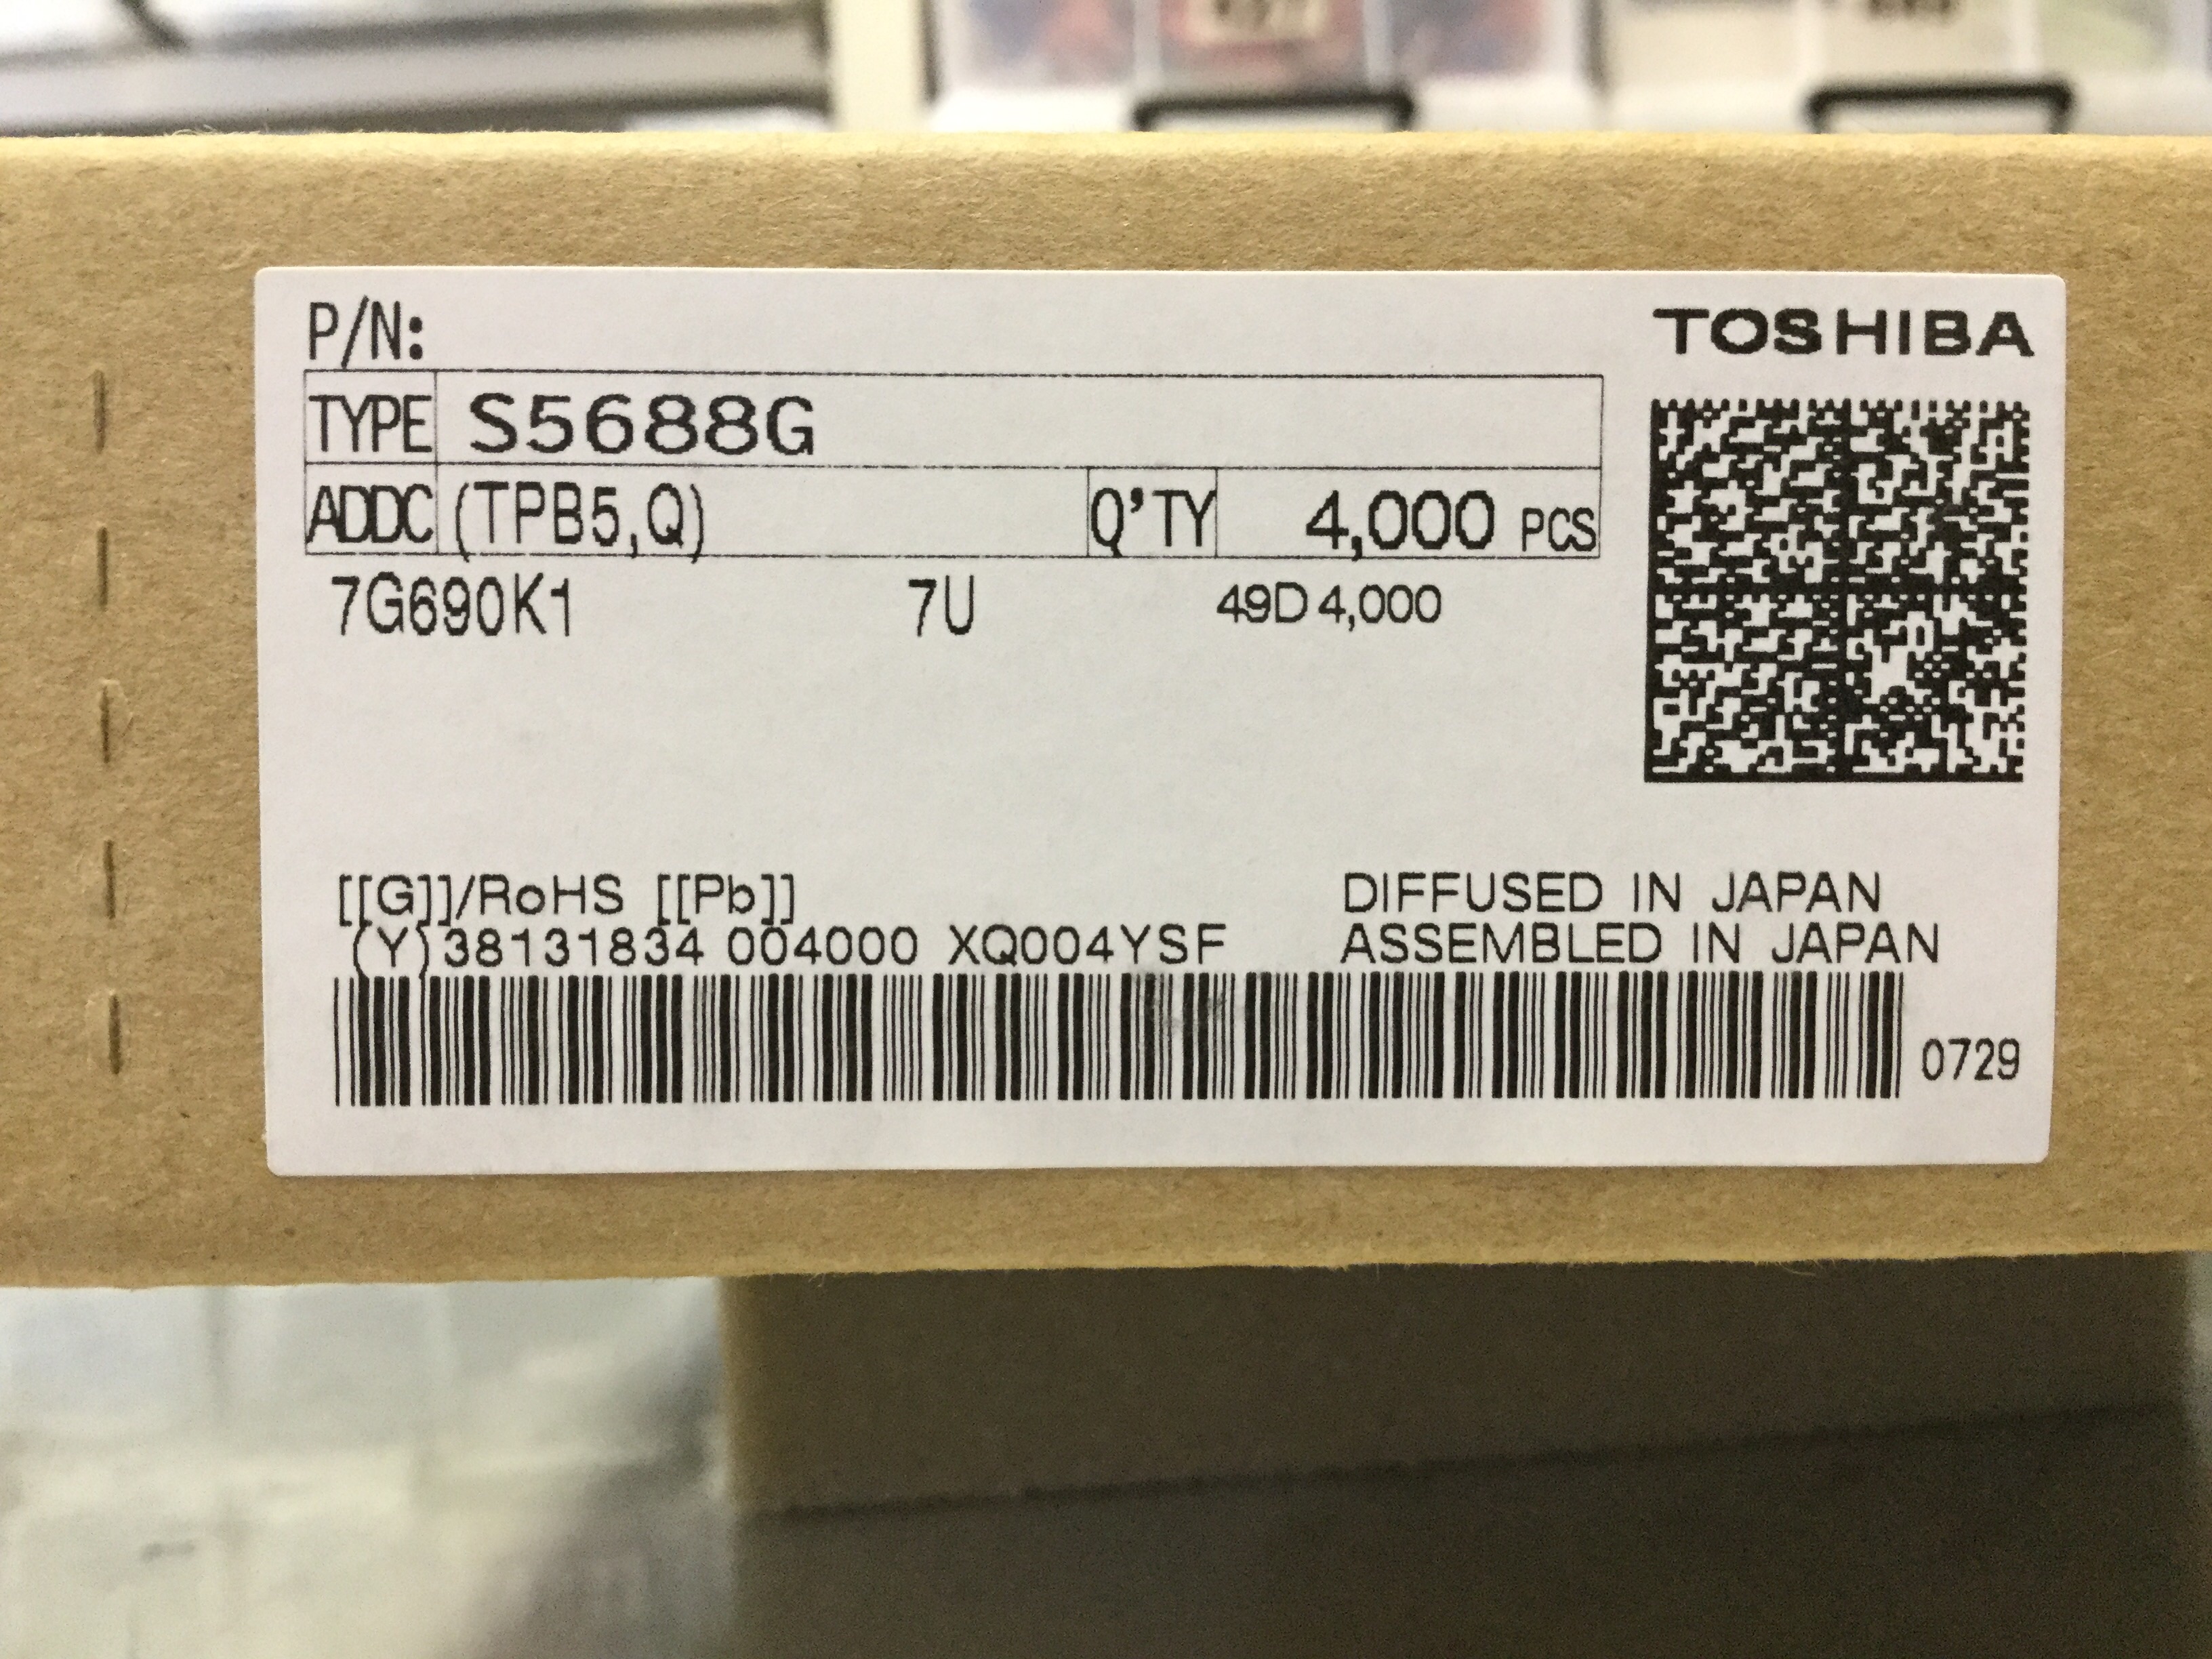 P/N:
TOSHIBA
TYPE S5688G
ADDC (TPB5,Q) Q'TY 4,000 PCS
7G690K1 7U 49D 4,000
[[G]]/RoHS [[Pb]] DIFFUSED IN JAPAN
(Y)38131834 004000 XQ004YSF ASSEMBLED IN JAPAN
0729